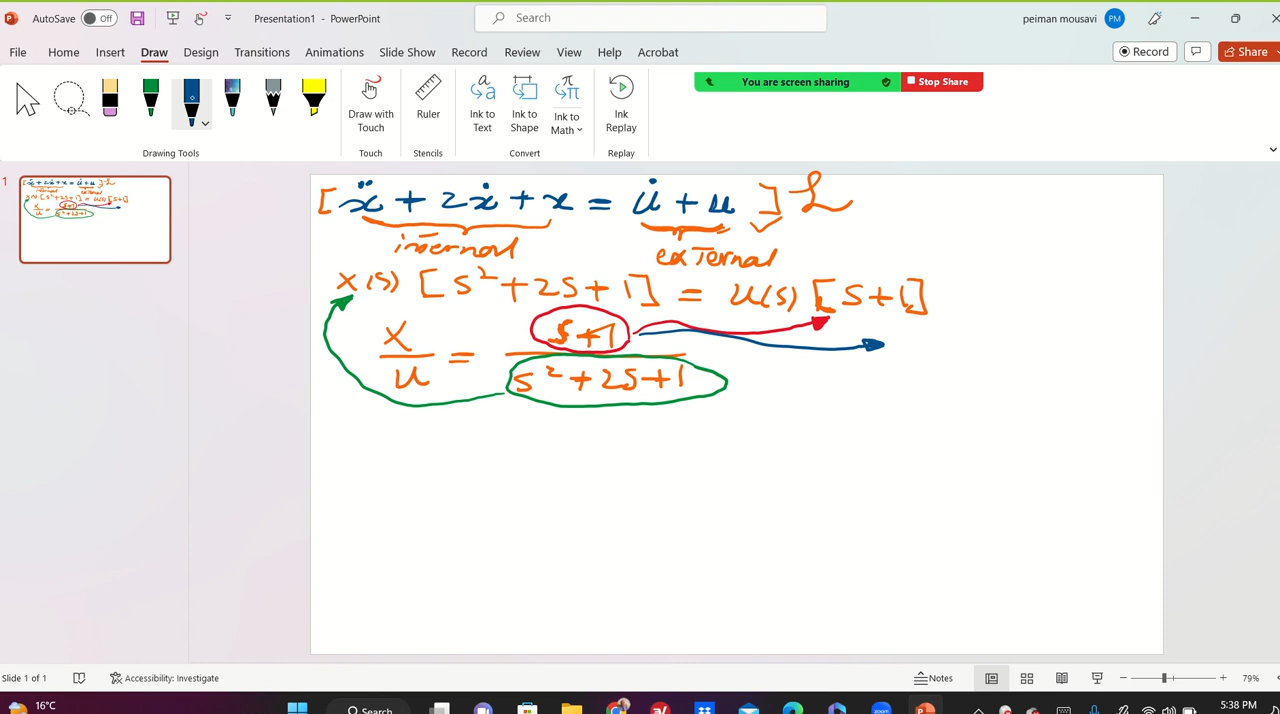 AutoSave Off Presentation1 - PowerPoint Search peiman mousavi PM
File Home Insert Draw Design Transitions Animations Slide Show Record Review View Help Acrobat Record Share
You are screen sharing Stop Share
Draw with Touch Ruler Ink to Text Ink to Shape Ink to Math Ink Replay
Drawing Tools Touch Stencils Convert Replay
1
[ẍ + 2ẋ + x = u̇ + u] ℒ
internal external
X(s) [s² + 2s + 1] = u(s) [s + 1]
X/u = s+1 / s² + 2s + 1
Slide 1 of 1 Accessibility: Investigate Notes 79%
16°C Search zoom 5:38 PM